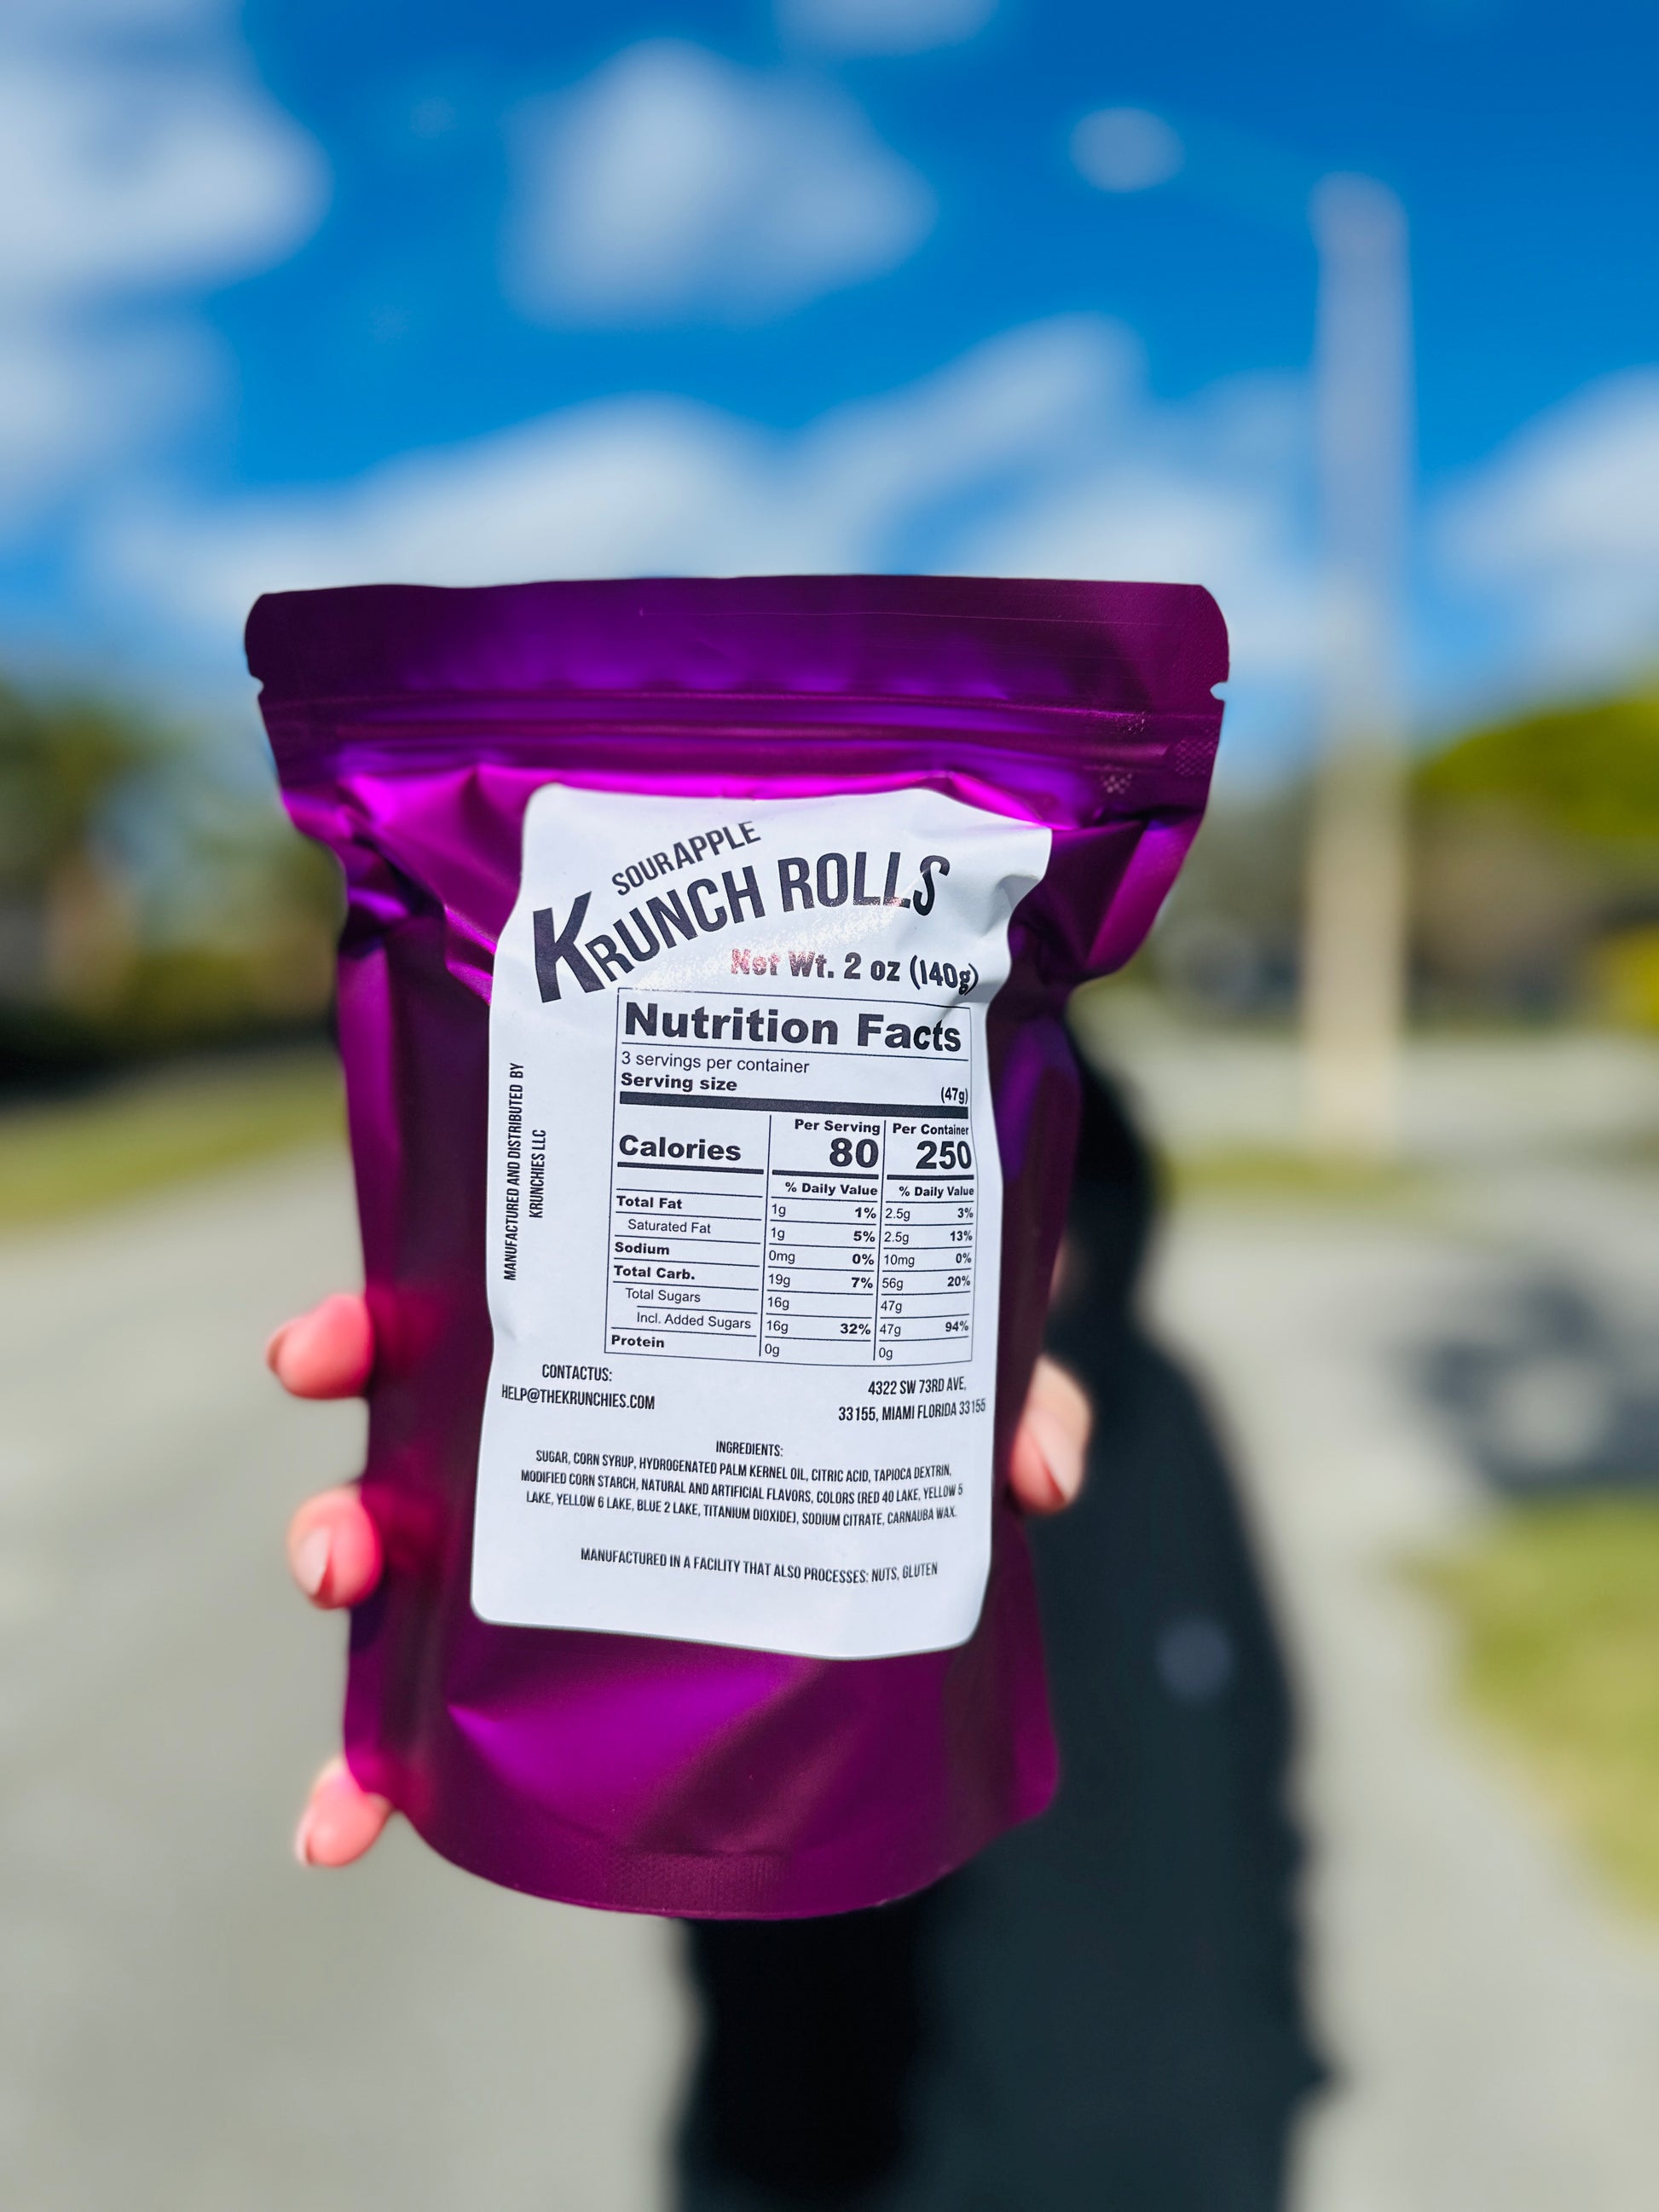 SOUR APPLE
KRUNCH ROLLS
Net Wt. 2 oz (140g)
Nutrition Facts
3 servings per container
Serving size (47g)
Per Serving Per Container
Calories 80 250
% Daily Value % Daily Value
Total Fat 1g 1% 2.5g 3%
Saturated Fat 1g 5% 2.5g 13%
Sodium 0mg 0% 10mg 0%
Total Carb. 19g 7% 56g 20%
Total Sugars 16g 47g
Incl. Added Sugars 16g 32% 47g 94%
Protein 0g 0g
MANUFACTURED AND DISTRIBUTED BY
KRUNCHIES LLC
CONTACTUS:
HELP@THEKRUNCHIES.COM
4322 SW 73RD AVE,
33155, MIAMI FLORIDA 33155
INGREDIENTS:
SUGAR, CORN SYRUP, HYDROGENATED PALM KERNEL OIL, CITRIC ACID, TAPIOCA DEXTRIN,
MODIFIED CORN STARCH, NATURAL AND ARTIFICIAL FLAVORS, COLORS (RED 40 LAKE, YELLOW 5
LAKE, YELLOW 6 LAKE, BLUE 2 LAKE, TITANIUM DIOXIDE), SODIUM CITRATE, CARNAUBA WAX.
MANUFACTURED IN A FACILITY THAT ALSO PROCESSES: NUTS, GLUTEN